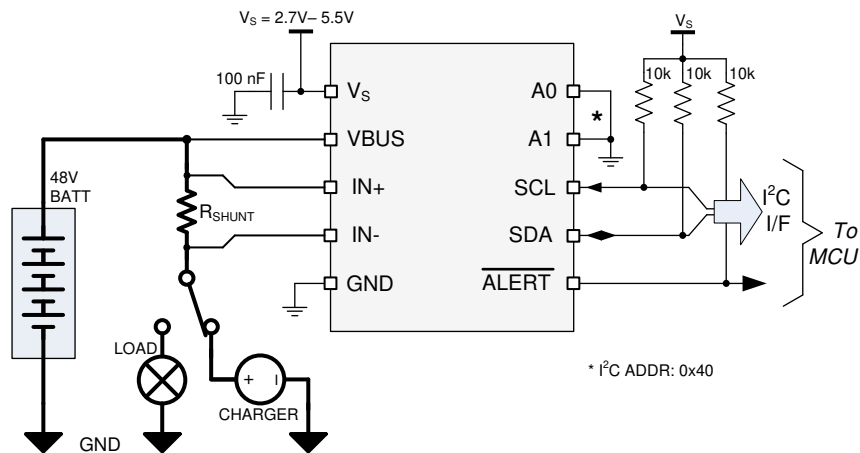 V_S = 2.7V– 5.5V
100 nF
V_S
VBUS
IN+
IN-
GND
A0
*
A1
SCL
SDA
ALERT
V_S
10k 10k 10k
I²C
I/F
To
MCU
48V
BATT
R_SHUNT
LOAD
+ I
CHARGER
GND
* I²C ADDR: 0x40